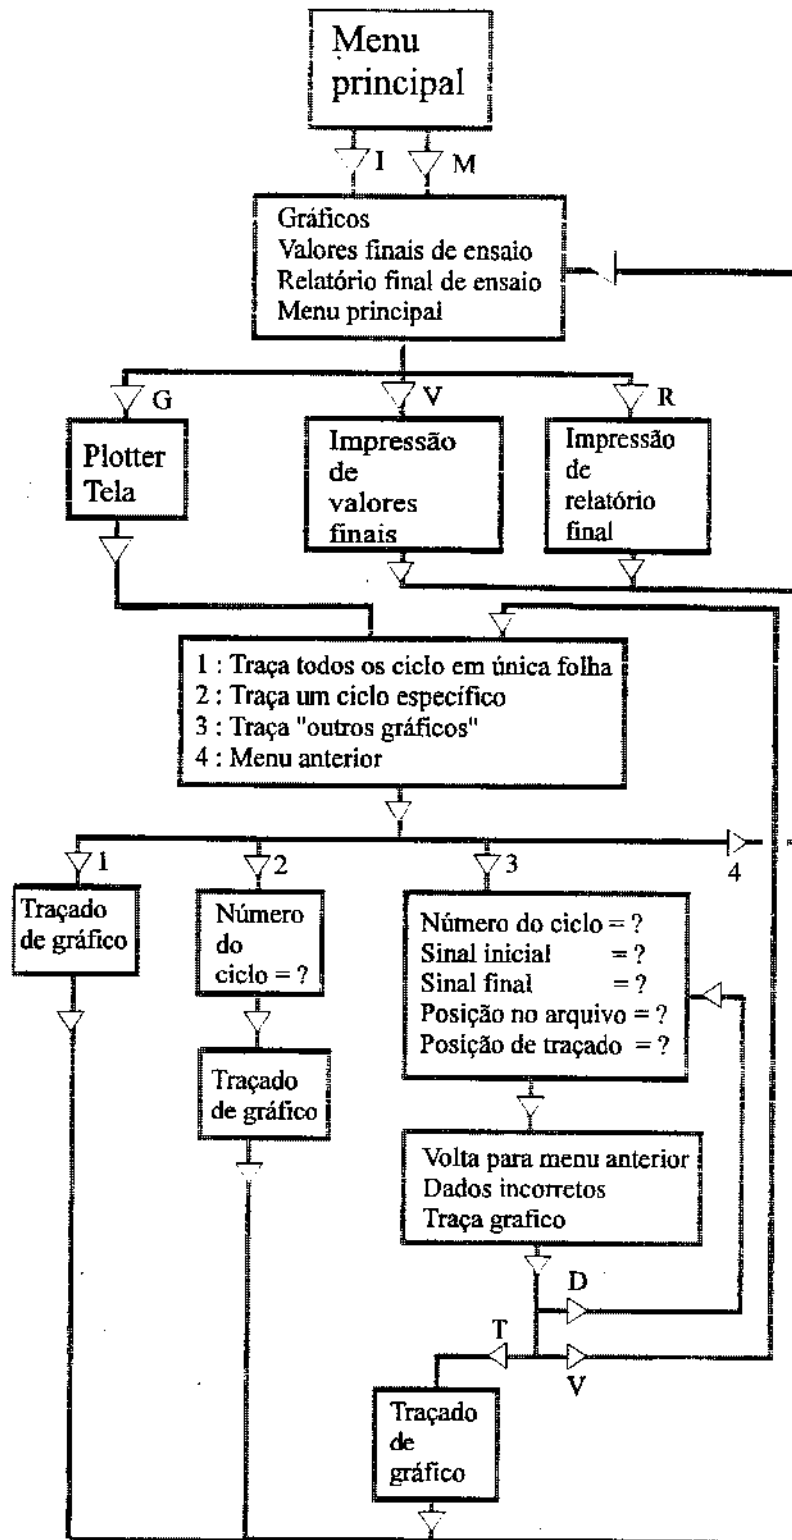 Menu
principal
I
M
Gráficos
Valores finais de ensaio
Relatório final de ensaio
Menu principal
G
V
R
Plotter
Tela
Impressão
de
valores
finais
Impressão
de
relatório
final
1 : Traça todos os ciclo em única folha
2 : Traça um ciclo específico
3 : Traça "outros gráficos"
4 : Menu anterior
1
2
3
4
Traçado
de gráfico
Número
do
ciclo = ?
Traçado
de gráfico
Número do ciclo = ?
Sinal inicial = ?
Sinal final = ?
Posição no arquivo = ?
Posição de traçado = ?
Volta para menu anterior
Dados incorretos
Traça grafico
D
T
V
Traçado
de
gráfico